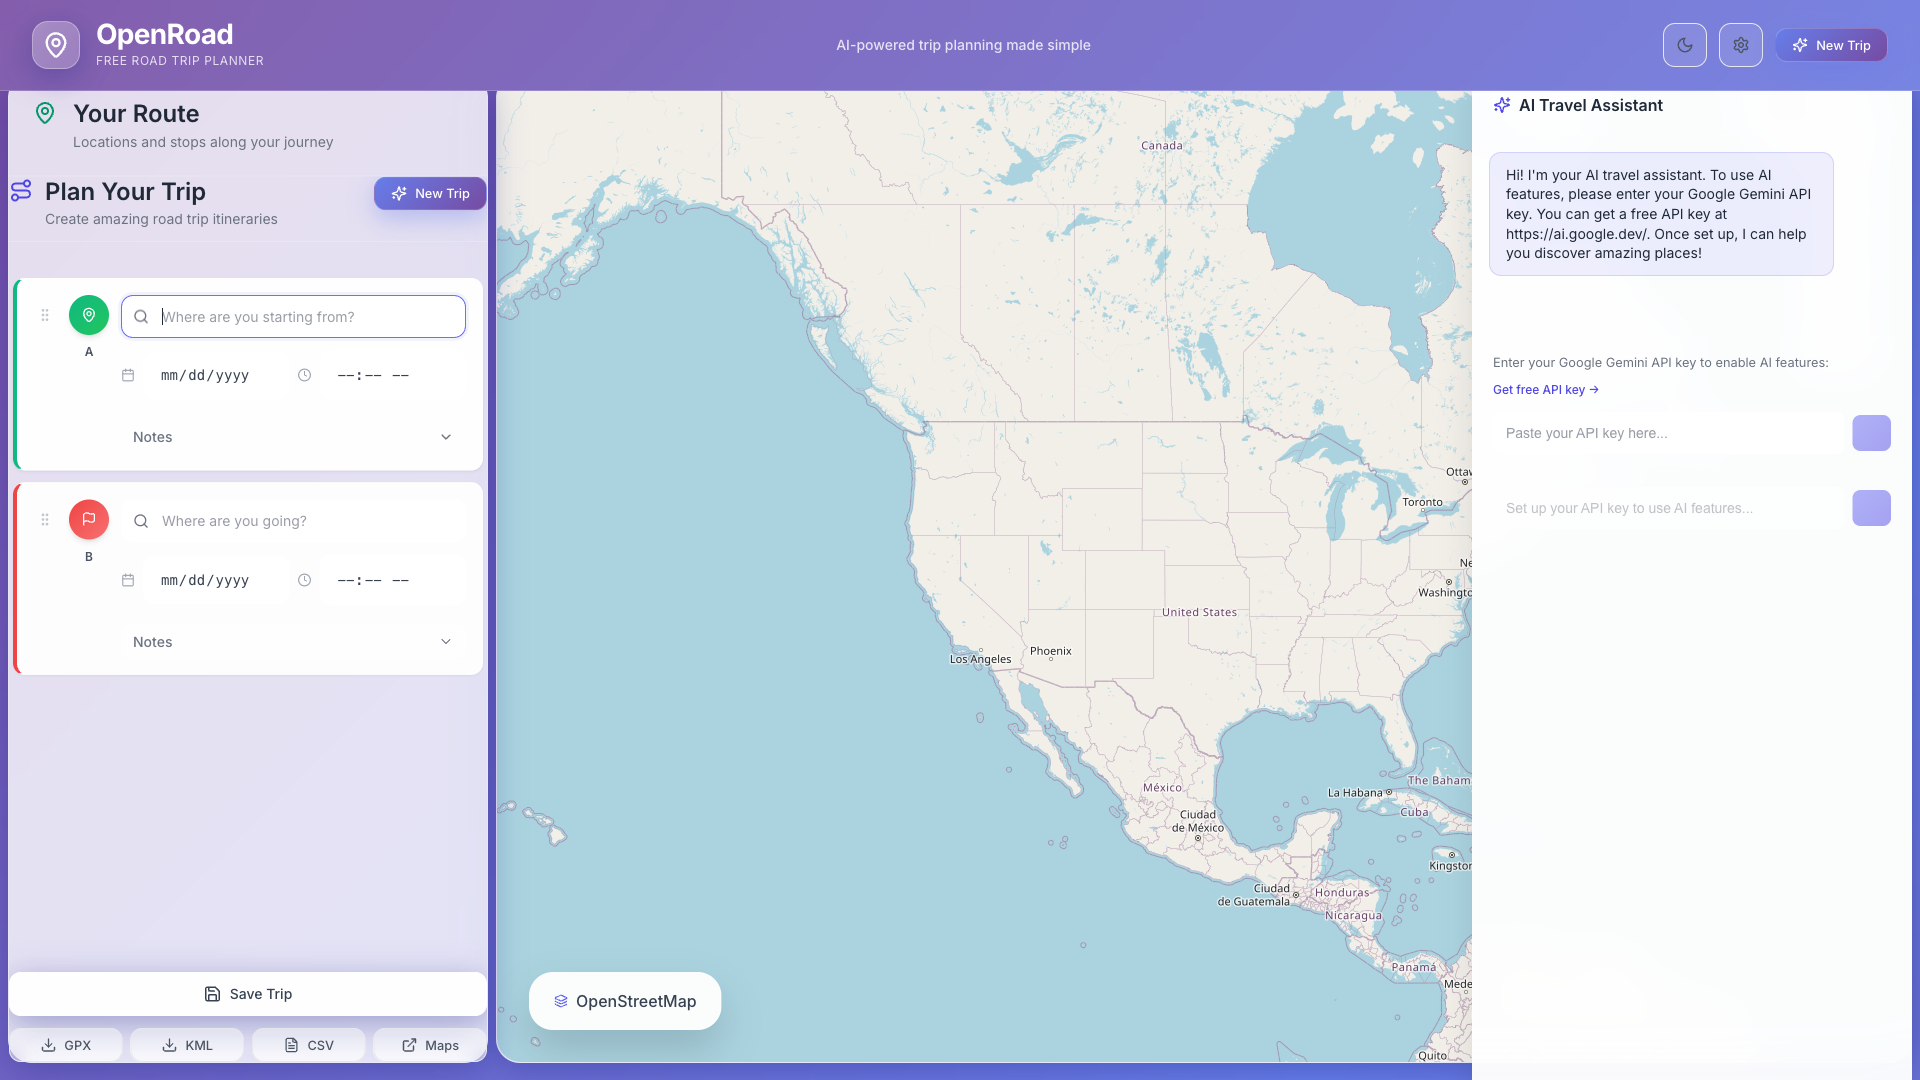 OpenRoad
FREE ROAD TRIP PLANNER
AI-powered trip planning made simple
New Trip
Your Route
Locations and stops along your journey
Plan Your Trip
Create amazing road trip itineraries
New Trip
Where are you starting from?
A
mm/dd/yyyy
--:-- --
Notes
Where are you going?
B
mm/dd/yyyy
--:-- --
Notes
Save Trip
GPX
KML
CSV
Maps
Canada
Ottaw
Toronto
Ne
Washingto
United States
Los Angeles
Phoenix
The Baham
México
La Habana
Cuba
Ciudad
de México
Kingston
Ciudad
de Guatemala
Honduras
Nicaragua
Panamá
Mede
Quito
OpenStreetMap
AI Travel Assistant
Hi! I'm your AI travel assistant. To use AI
features, please enter your Google Gemini API
key. You can get a free API key at
https://ai.google.dev/. Once set up, I can help
you discover amazing places!
Enter your Google Gemini API key to enable AI features:
Get free API key →
Paste your API key here...
Set up your API key to use AI features...